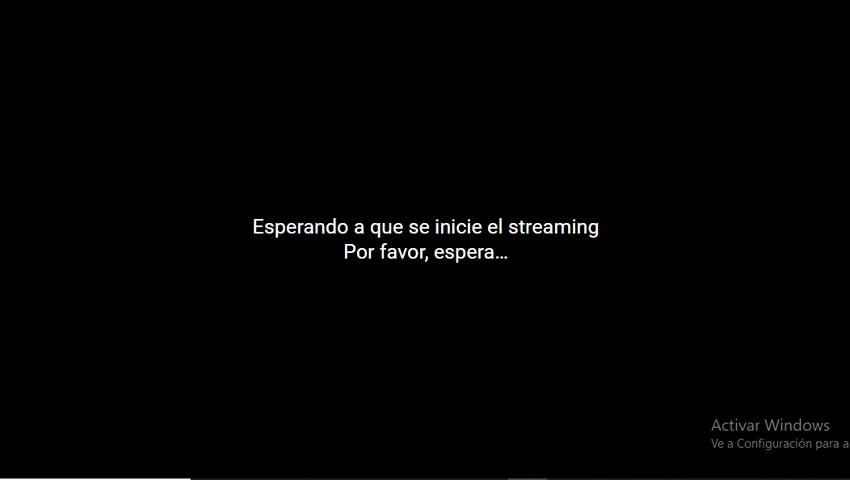 Esperando a que se inicie el streaming
Por favor, espera...
Activar Windows
Ve a Configuración para a